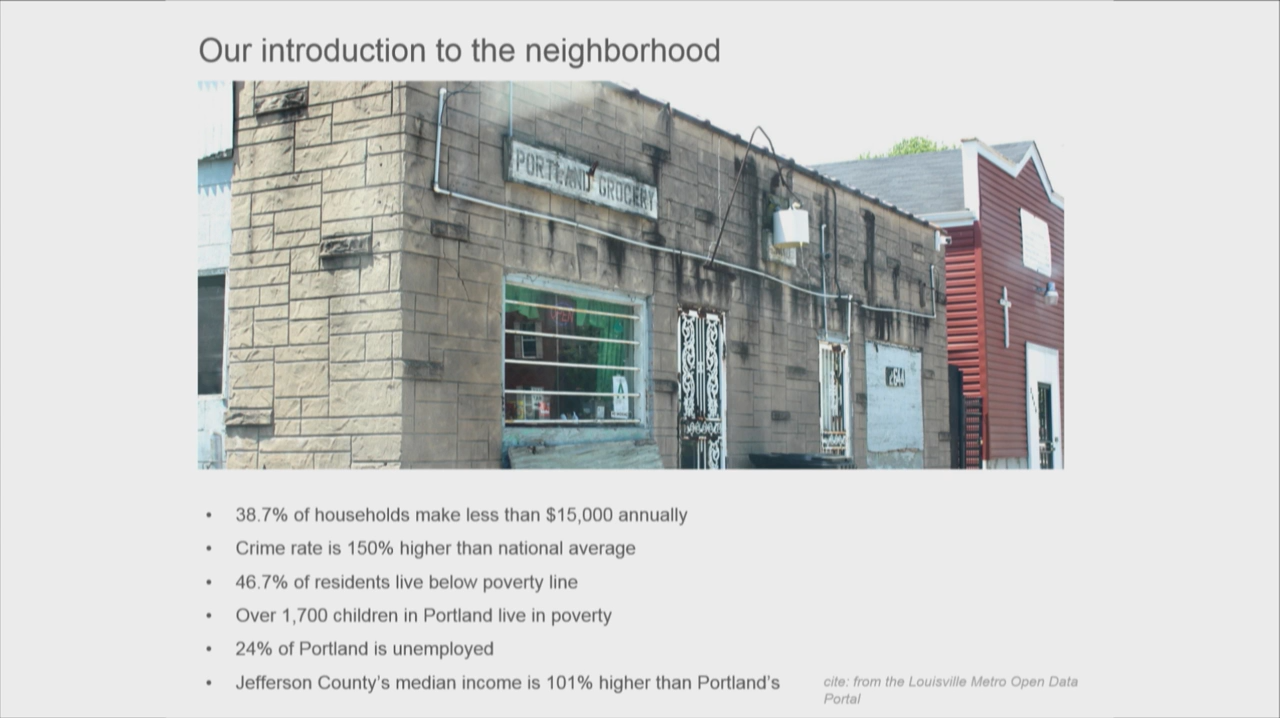 Our introduction to the neighborhood
PORTLAND GROCERY
OPEN
2644
• 38.7% of households make less than $15,000 annually
• Crime rate is 150% higher than national average
• 46.7% of residents live below poverty line
• Over 1,700 children in Portland live in poverty
• 24% of Portland is unemployed
• Jefferson County’s median income is 101% higher than Portland’s
cite: from the Louisville Metro Open Data
Portal